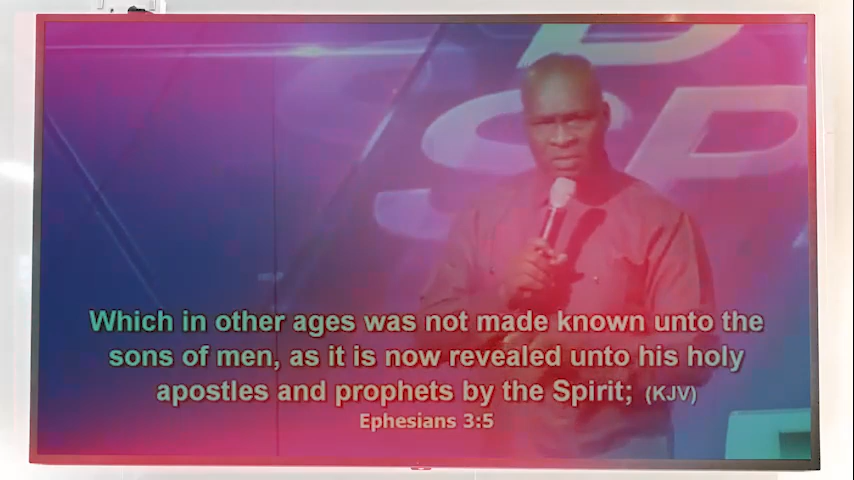 Which in other ages was not made known unto the
sons of men, as it is now revealed unto his holy
apostles and prophets by the Spirit; (KJV)
Ephesians 3:5